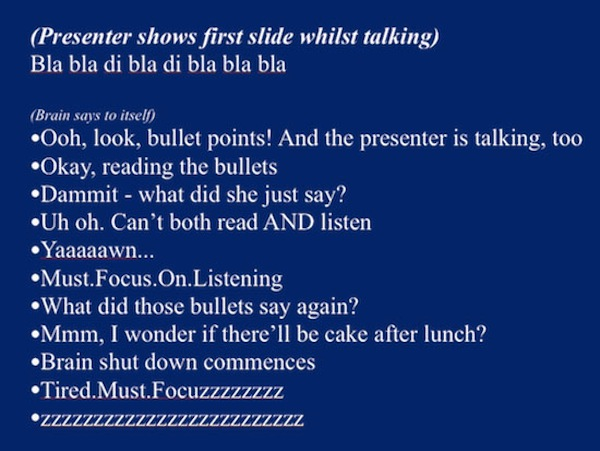 (Presenter shows first slide whilst talking)
Bla bla di bla di bla bla bla
(Brain says to itself)
•Ooh, look, bullet points! And the presenter is talking, too
•Okay, reading the bullets
•Dammit - what did she just say?
•Uh oh. Can't both read AND listen
•Yaaaaawn...
•Must.Focus.On.Listening
•What did those bullets say again?
•Mmm, I wonder if there'll be cake after lunch?
•Brain shut down commences
•Tired.Must.Focuzzzzzzzz
•zzzzzzzzzzzzzzzzzzzzzzzzz